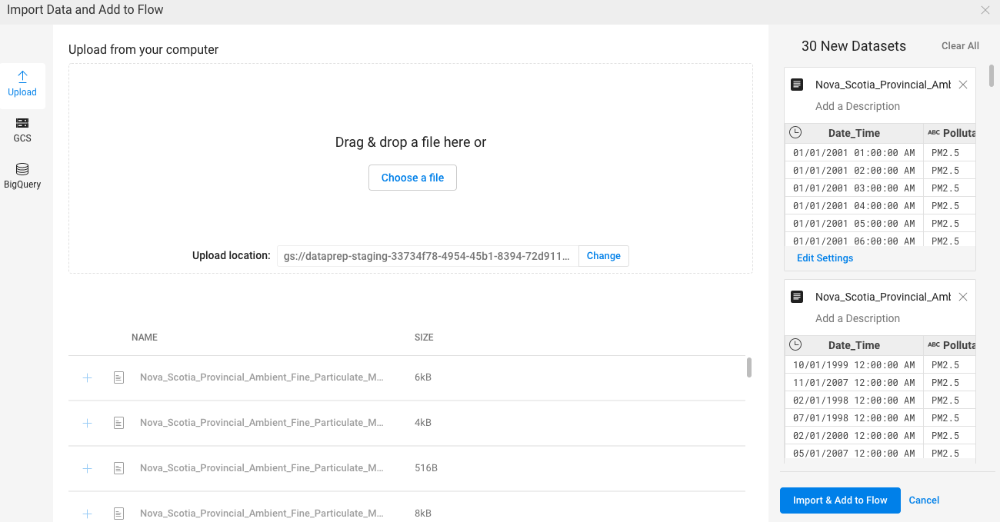 Import Data and Add to Flow
Upload
GCS
BigQuery
Upload from your computer
Drag & drop a file here or
Choose a file
Upload location: gs://dataprep-staging-33734f78-4954-45b1-8394-72d911... Change
NAME SIZE
Nova_Scotia_Provincial_Ambient_Fine_Particulate_M... 6kB
Nova_Scotia_Provincial_Ambient_Fine_Particulate_M... 4kB
Nova_Scotia_Provincial_Ambient_Fine_Particulate_M... 516B
Nova_Scotia_Provincial_Ambient_Fine_Particulate_M... 8kB
30 New Datasets Clear All
Nova_Scotia_Provincial_Amb
Add a Description
Date_Time ABC Polluta
01/01/2001 01:00:00 AM PM2.5
01/01/2001 02:00:00 AM PM2.5
01/01/2001 03:00:00 AM PM2.5
01/01/2001 04:00:00 AM PM2.5
01/01/2001 05:00:00 AM PM2.5
01/01/2001 06:00:00 AM PM2.5
Edit Settings
Nova_Scotia_Provincial_Amb
Add a Description
Date_Time ABC Polluta
10/01/1999 12:00:00 AM PM2.5
11/01/2007 12:00:00 AM PM2.5
02/01/1998 12:00:00 AM PM2.5
07/01/1998 12:00:00 AM PM2.5
02/01/2000 12:00:00 AM PM2.5
05/01/2007 12:00:00 AM PM2.5
Import & Add to Flow Cancel